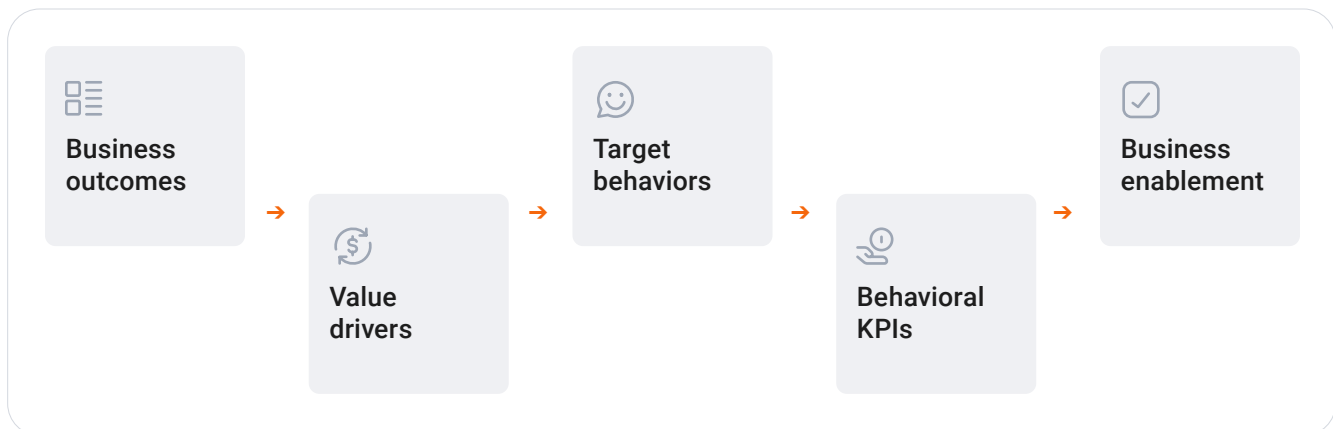 Business
outcomes
Value
drivers
Target
behaviors
Behavioral
KPIs
Business
enablement